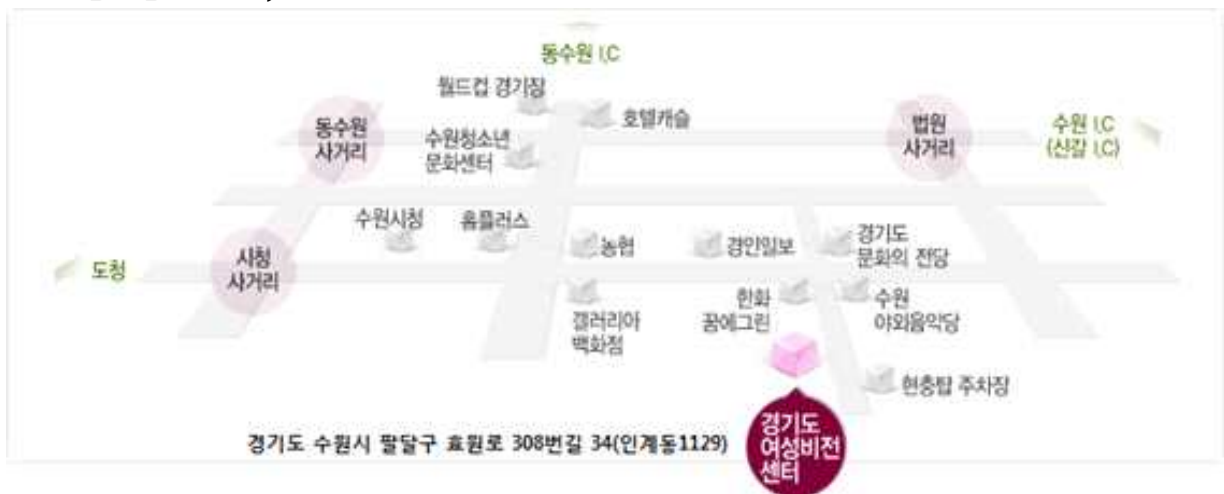 동수원 I.C
월드컵 경기장
호텔캐슬
동수원
사거리
수원청소년
문화센터
법원
사거리
수원 I.C
(신갈 I.C)
수원시청
홈플러스
농협
경인일보
경기도
문화의 전당
도청
시청
사거리
갤러리아
백화점
한화
꿈에그린
수원
야외음악당
현충탑 주차장
경기도 수원시 팔달구 효원로 308번길 34(인계동1129)
경기도
여성비전
센터